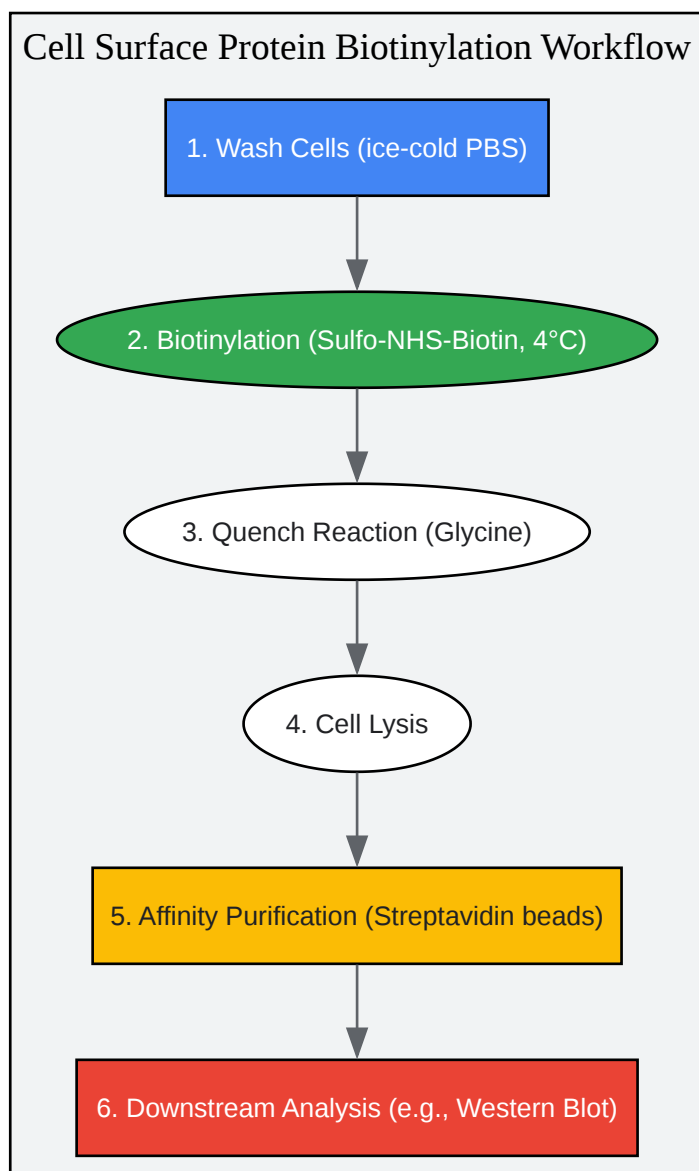 Cell Surface Protein Biotinylation Workflow
1. Wash Cells (ice-cold PBS)
2. Biotinylation (Sulfo-NHS-Biotin, 4°C)
3. Quench Reaction (Glycine)
4. Cell Lysis
5. Affinity Purification (Streptavidin beads)
6. Downstream Analysis (e.g., Western Blot)